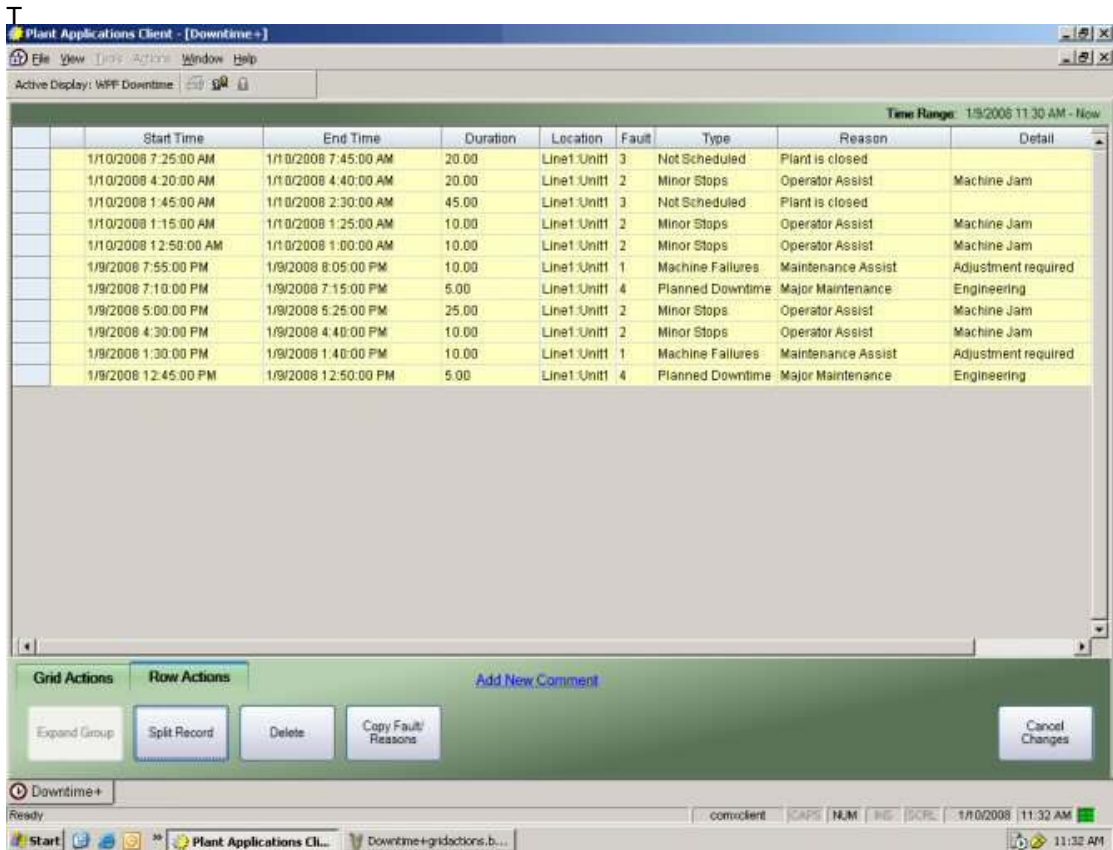 T
Plant Applications Client - [Downtime+]
File View Tools Actions Window Help
Active Display: WPF Downtime
Time Range: 1/9/2008 11:30 AM - Now
Start Time End Time Duration Location Fault Type Reason Detail
1/10/2008 7:25:00 AM 1/10/2008 7:45:00 AM 20.00 Line1:Unit1 3 Not Scheduled Plant is closed
1/10/2008 4:20:00 AM 1/10/2008 4:40:00 AM 20.00 Line1:Unit1 2 Minor Stops Operator Assist Machine Jam
1/10/2008 1:45:00 AM 1/10/2008 2:30:00 AM 45.00 Line1:Unit1 3 Not Scheduled Plant is closed
1/10/2008 1:15:00 AM 1/10/2008 1:25:00 AM 10.00 Line1:Unit1 2 Minor Stops Operator Assist Machine Jam
1/10/2008 12:50:00 AM 1/10/2008 1:00:00 AM 10.00 Line1:Unit1 2 Minor Stops Operator Assist Machine Jam
1/9/2008 7:55:00 PM 1/9/2008 8:05:00 PM 10.00 Line1:Unit1 1 Machine Failures Maintenance Assist Adjustment required
1/9/2008 7:10:00 PM 1/9/2008 7:15:00 PM 5.00 Line1:Unit1 4 Planned Downtime Major Maintenance Engineering
1/9/2008 5:00:00 PM 1/9/2008 5:25:00 PM 25.00 Line1:Unit1 2 Minor Stops Operator Assist Machine Jam
1/9/2008 4:30:00 PM 1/9/2008 4:40:00 PM 10.00 Line1:Unit1 2 Minor Stops Operator Assist Machine Jam
1/9/2008 1:30:00 PM 1/9/2008 1:40:00 PM 10.00 Line1:Unit1 1 Machine Failures Maintenance Assist Adjustment required
1/9/2008 12:45:00 PM 1/9/2008 12:50:00 PM 5.00 Line1:Unit1 4 Planned Downtime Major Maintenance Engineering
Grid Actions Row Actions Add New Comment
Expand Group Split Record Delete Copy Fault/ Reasons Cancel Changes
Downtime+
Ready comxclient CAPS NUM INS SCRL 1/10/2008 11:32 AM
Start » Plant Applications Cli... Downtime+gridactions.b... 11:32 AM